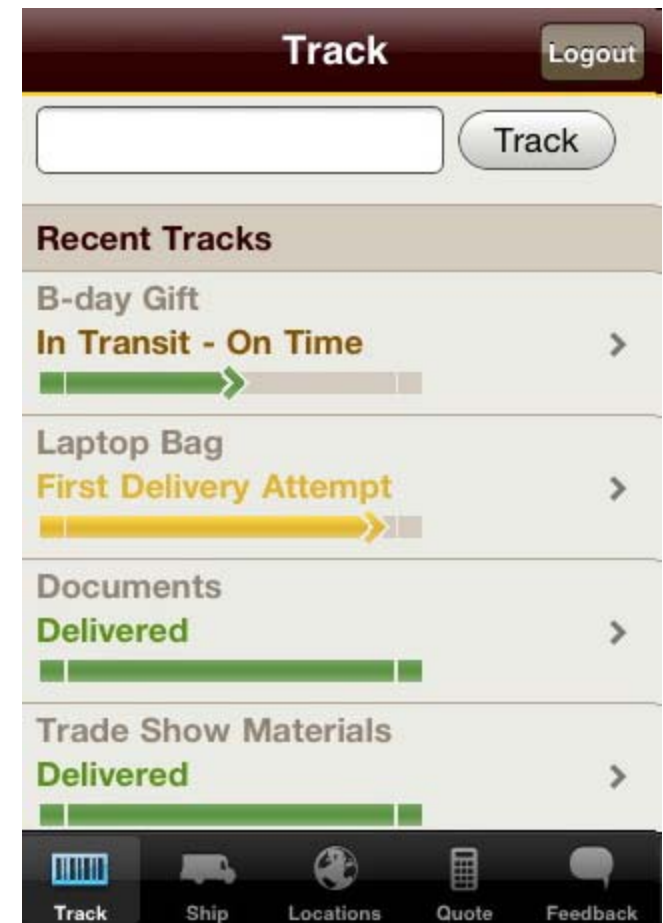 Track
Logout
Track
Recent Tracks
B-day Gift
In Transit - On Time
Laptop Bag
First Delivery Attempt
Documents
Delivered
Trade Show Materials
Delivered
Track Ship Locations Quote Feedback